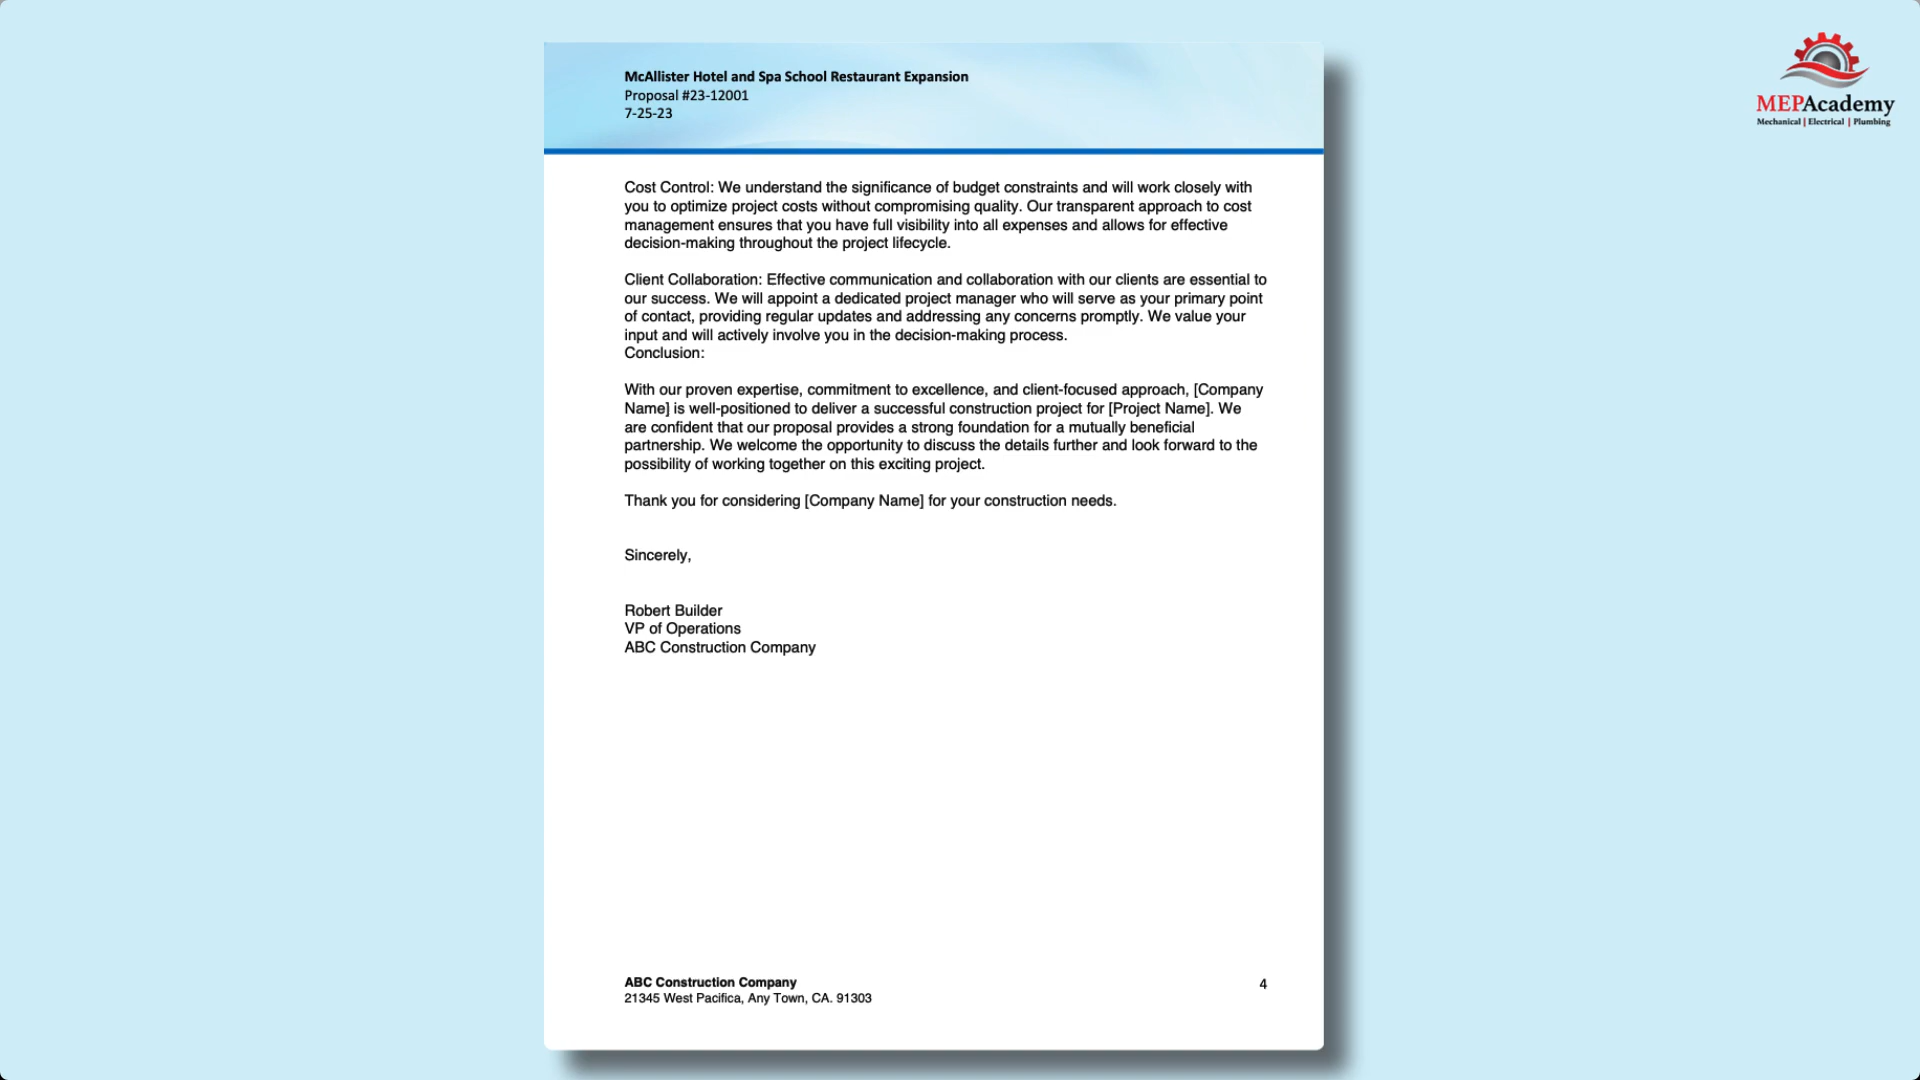 McAllister Hotel and Spa School Restaurant Expansion
Proposal #23-12001
7-25-23
MEPAcademy
Mechanical | Electrical | Plumbing
Cost Control: We understand the significance of budget constraints and will work closely with
you to optimize project costs without compromising quality. Our transparent approach to cost
management ensures that you have full visibility into all expenses and allows for effective
decision-making throughout the project lifecycle.
Client Collaboration: Effective communication and collaboration with our clients are essential to
our success. We will appoint a dedicated project manager who will serve as your primary point
of contact, providing regular updates and addressing any concerns promptly. We value your
input and will actively involve you in the decision-making process.
Conclusion:
With our proven expertise, commitment to excellence, and client-focused approach, [Company
Name] is well-positioned to deliver a successful construction project for [Project Name]. We
are confident that our proposal provides a strong foundation for a mutually beneficial
partnership. We welcome the opportunity to discuss the details further and look forward to the
possibility of working together on this exciting project.
Thank you for considering [Company Name] for your construction needs.
Sincerely,
Robert Builder
VP of Operations
ABC Construction Company
ABC Construction Company
21345 West Pacifica, Any Town, CA. 91303
4